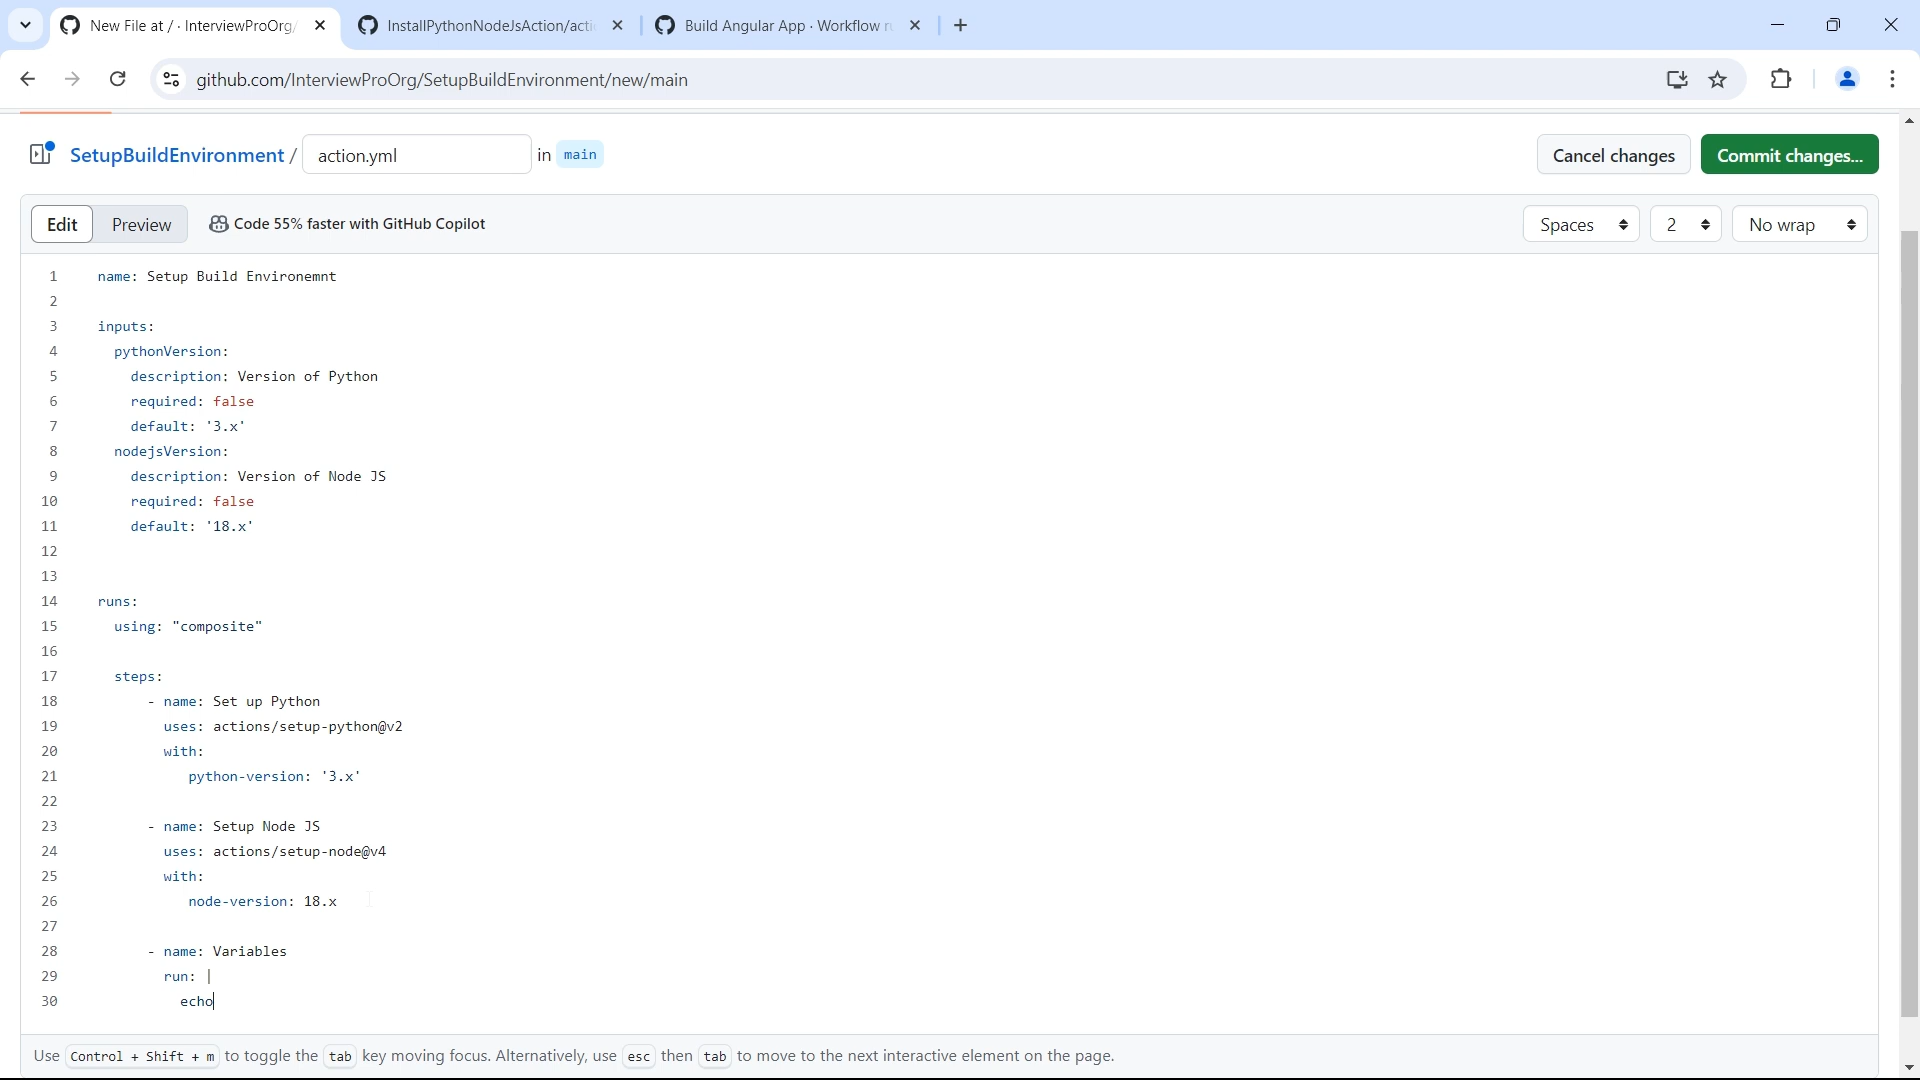 New File at / · InterviewProOrg/
InstallPythonNodeJsAction/acti
Build Angular App · Workflow r
github.com/InterviewProOrg/SetupBuildEnvironment/new/main
SetupBuildEnvironment / action.yml in main
Cancel changes
Commit changes...
Edit Preview Code 55% faster with GitHub Copilot
Spaces 2 No wrap
1 name: Setup Build Environemnt
2
3 inputs:
4 pythonVersion:
5 description: Version of Python
6 required: false
7 default: '3.x'
8 nodejsVersion:
9 description: Version of Node JS
10 required: false
11 default: '18.x'
12
13
14 runs:
15 using: "composite"
16
17 steps:
18 - name: Set up Python
19 uses: actions/setup-python@v2
20 with:
21 python-version: '3.x'
22
23 - name: Setup Node JS
24 uses: actions/setup-node@v4
25 with:
26 node-version: 18.x
27
28 - name: Variables
29 run: |
30 echo
Use Control + Shift + m to toggle the tab key moving focus. Alternatively, use esc then tab to move to the next interactive element on the page.